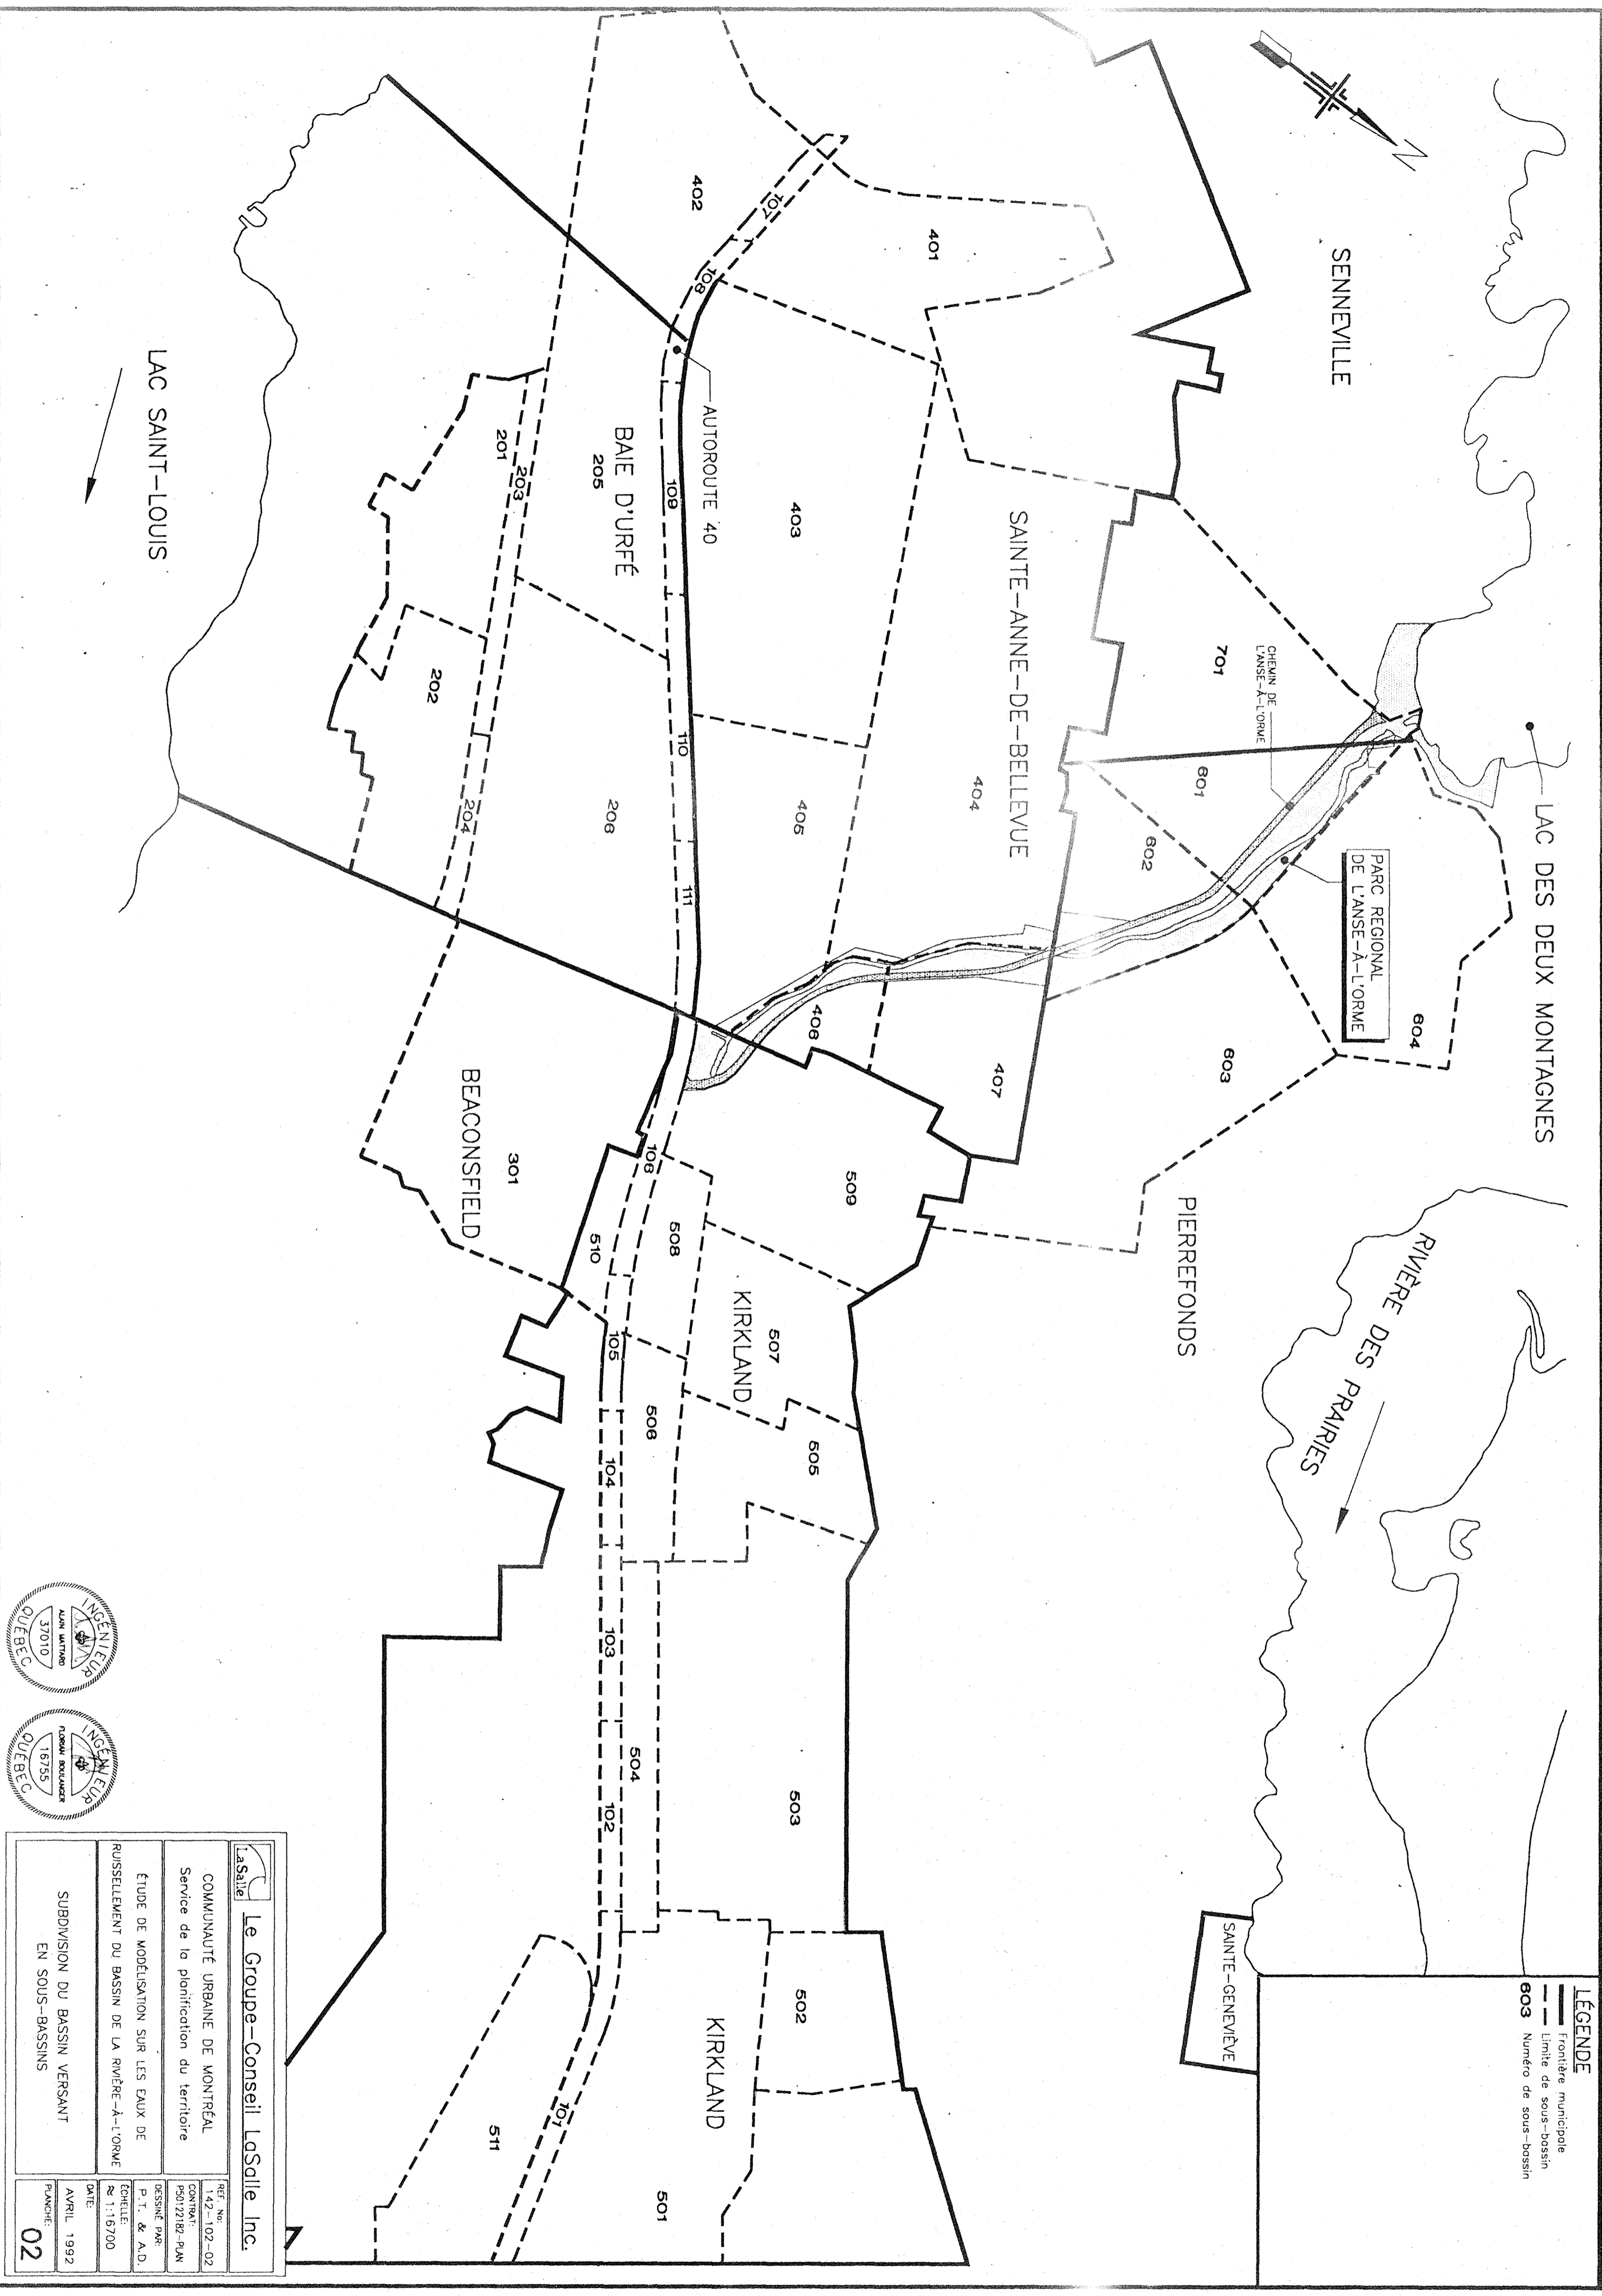 SENNEVILLE
LAC DES DEUX MONTAGNES
RIVIÈRE DES PRAIRIES
N
LÉGENDE
Frontière municipale
Limite de sous-bassin
603 Numéro de sous-bassin
SAINTE-GENEVIÈVE
PARC REGIONAL
DE L'ANSE-À-L'ORME
CHEMIN DE
L'ANSE-À-L'ORME
PIERREFONDS
SAINTE-ANNE-DE-BELLEVUE
701
601
602
603
604
401
402
403
404
405
406
407
107
108
109
110
111
AUTOROUTE 40
BAIE D'URFÉ
205
206
201
203
202
204
LAC SAINT-LOUIS
BEACONSFIELD
301
509
508
510
106
KIRKLAND
507
505
506
105
104
103
102
504
503
502
KIRKLAND
101
511
501
INGÉNIEUR
ALAIN MATTARD
37010
QUÉBEC
INGÉNIEUR
FLORIAN BOULANGER
16755
QUÉBEC
LaSalle
Le Groupe-Conseil LaSalle Inc.
COMMUNAUTÉ URBAINE DE MONTRÉAL
Service de la planification du territoire
ÉTUDE DE MODÉLISATION SUR LES EAUX DE
RUISSELLEMENT DU BASSIN DE LA RIVIÈRE-À-L'ORME
SUBDIVISION DU BASSIN VERSANT
EN SOUS-BASSINS
REF. No:
142-102-02
CONTRAT:
P50122182-PLAN
DESSINÉ PAR:
P.T. & A.D.
ÉCHELLE:
≈ 1:16700
DATE:
AVRIL 1992
PLANCHE:
02